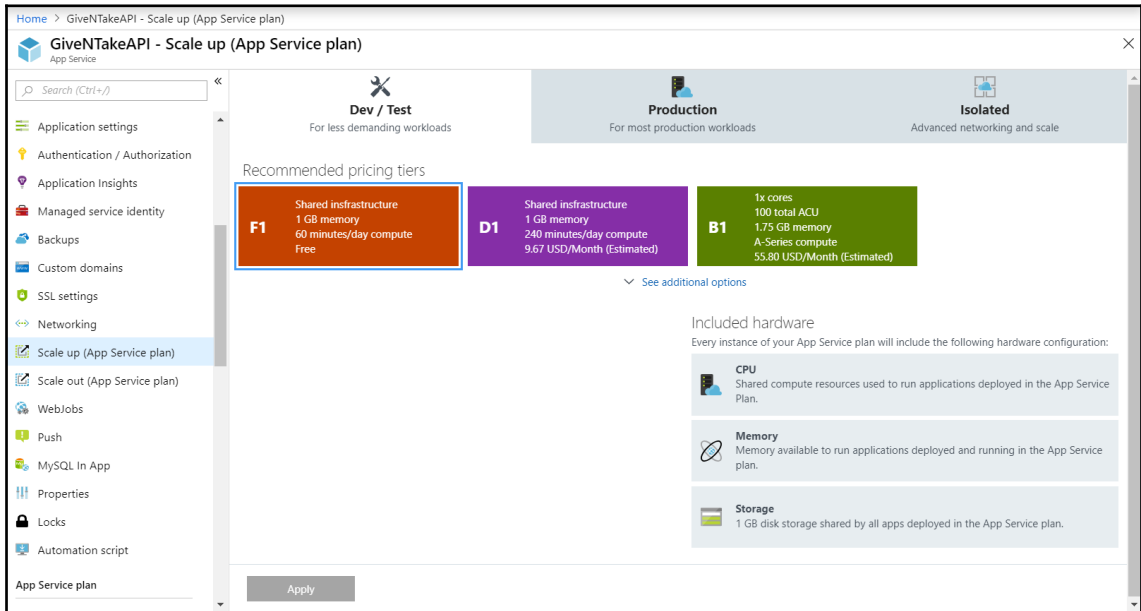 Home > GiveNTakeAPI - Scale up (App Service plan)
GiveNTakeAPI - Scale up (App Service plan)
App Service
Search (Ctrl+/)
Application settings
Authentication / Authorization
Application Insights
Managed service identity
Backups
Custom domains
SSL settings
Networking
Scale up (App Service plan)
Scale out (App Service plan)
WebJobs
Push
MySQL In App
Properties
Locks
Automation script
App Service plan
Dev / Test
For less demanding workloads
Production
For most production workloads
Isolated
Advanced networking and scale
Recommended pricing tiers
F1
Shared insfrastructure
1 GB memory
60 minutes/day compute
Free
D1
Shared insfrastructure
1 GB memory
240 minutes/day compute
9.67 USD/Month (Estimated)
B1
1x cores
100 total ACU
1.75 GB memory
A-Series compute
55.80 USD/Month (Estimated)
See additional options
Included hardware
Every instance of your App Service plan will include the following hardware configuration:
CPU
Shared compute resources used to run applications deployed in the App Service
Plan.
Memory
Memory available to run applications deployed and running in the App Service
plan.
Storage
1 GB disk storage shared by all apps deployed in the App Service plan.
Apply